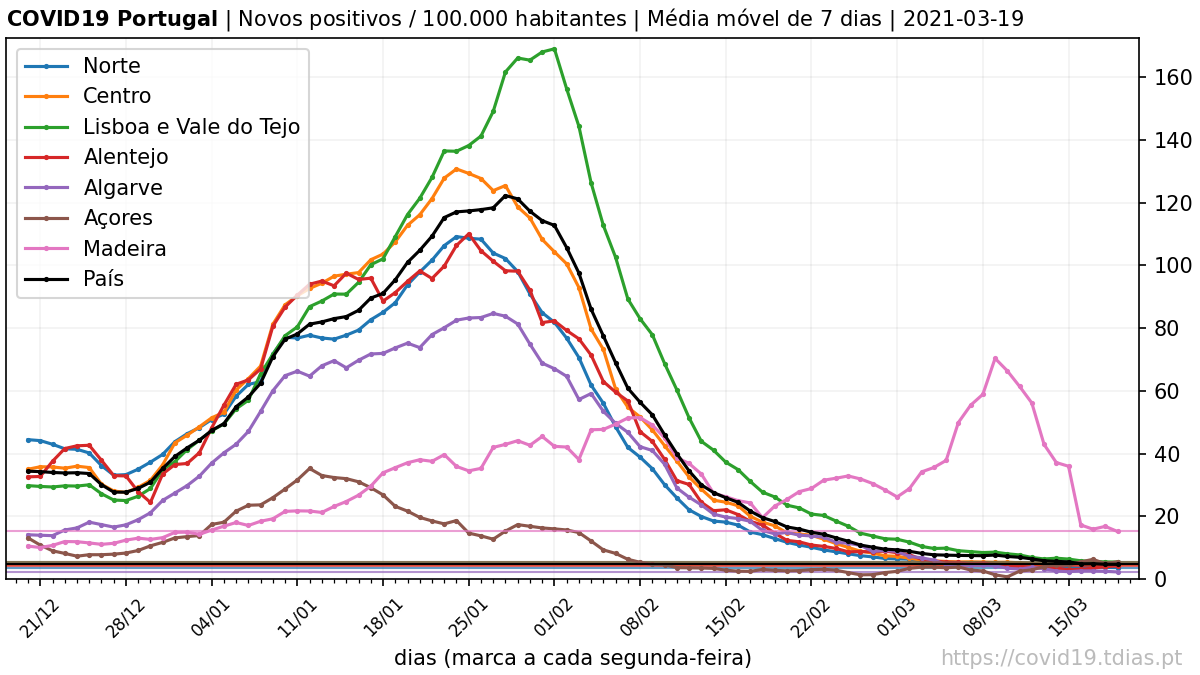 COVID19 Portugal | Novos positivos / 100.000 habitantes | Média móvel de 7 dias | 2021-03-19
Norte
Centro
Lisboa e Vale do Tejo
Alentejo
Algarve
Açores
Madeira
País
160
140
120
100
80
60
40
20
0
21/12 28/12 04/01 11/01 18/01 25/01 01/02 08/02 15/02 22/02 01/03 08/03 15/03
dias (marca a cada segunda-feira)
https://covid19.tdias.pt